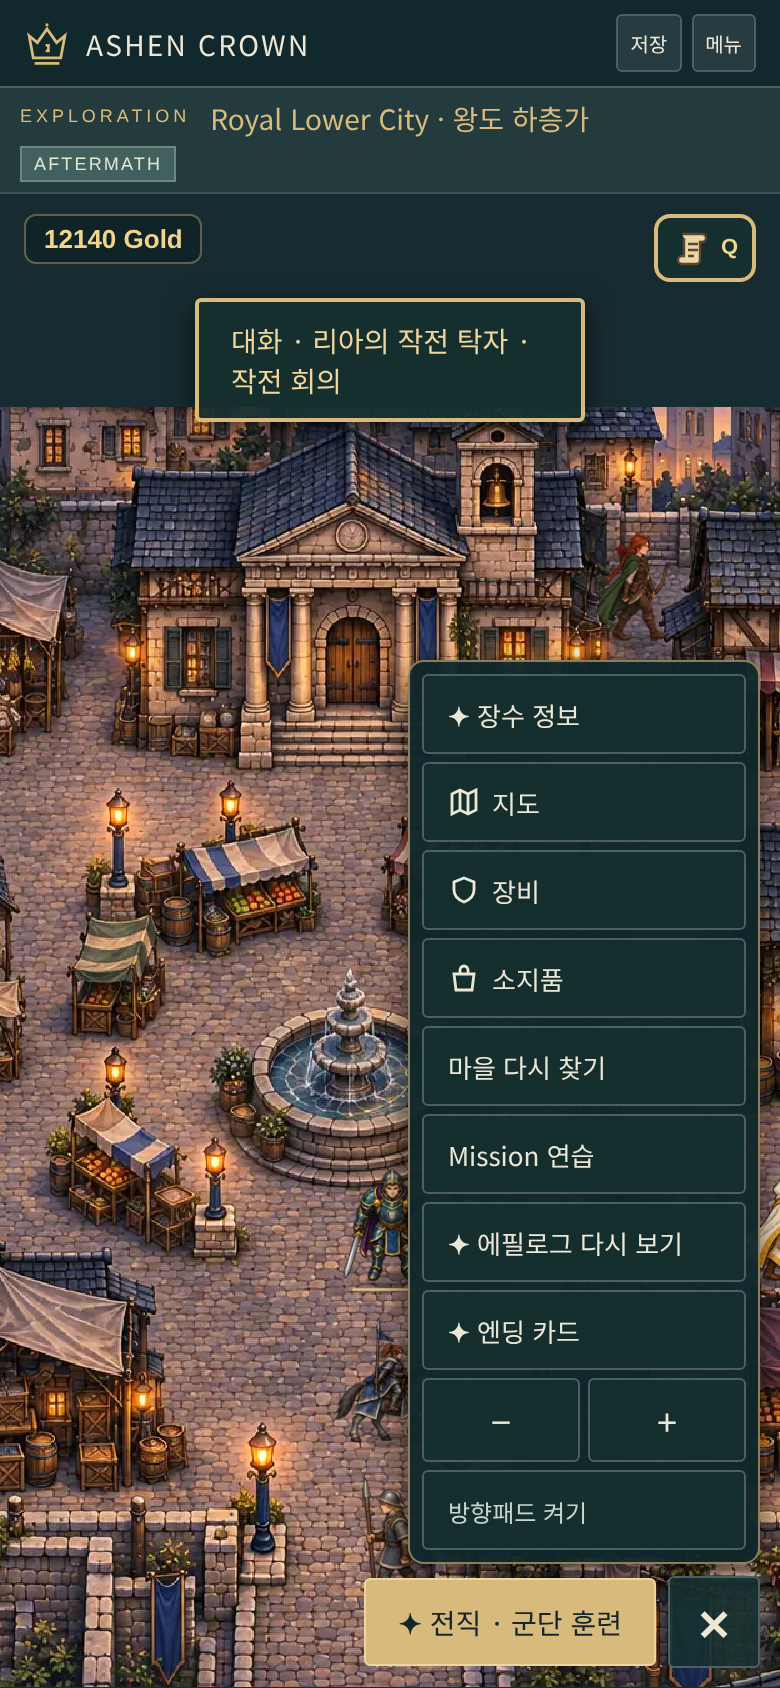 ASHEN CROWN
저장
메뉴
EXPLORATION
Royal Lower City · 왕도 하층가
AFTERMATH
12140 Gold
Q
대화 · 리아의 작전 탁자 ·
작전 회의
✦ 장수 정보
지도
장비
소지품
마을 다시 찾기
Mission 연습
✦ 에필로그 다시 보기
✦ 엔딩 카드
− +
방향패드 켜기
✦ 전직 · 군단 훈련
✕